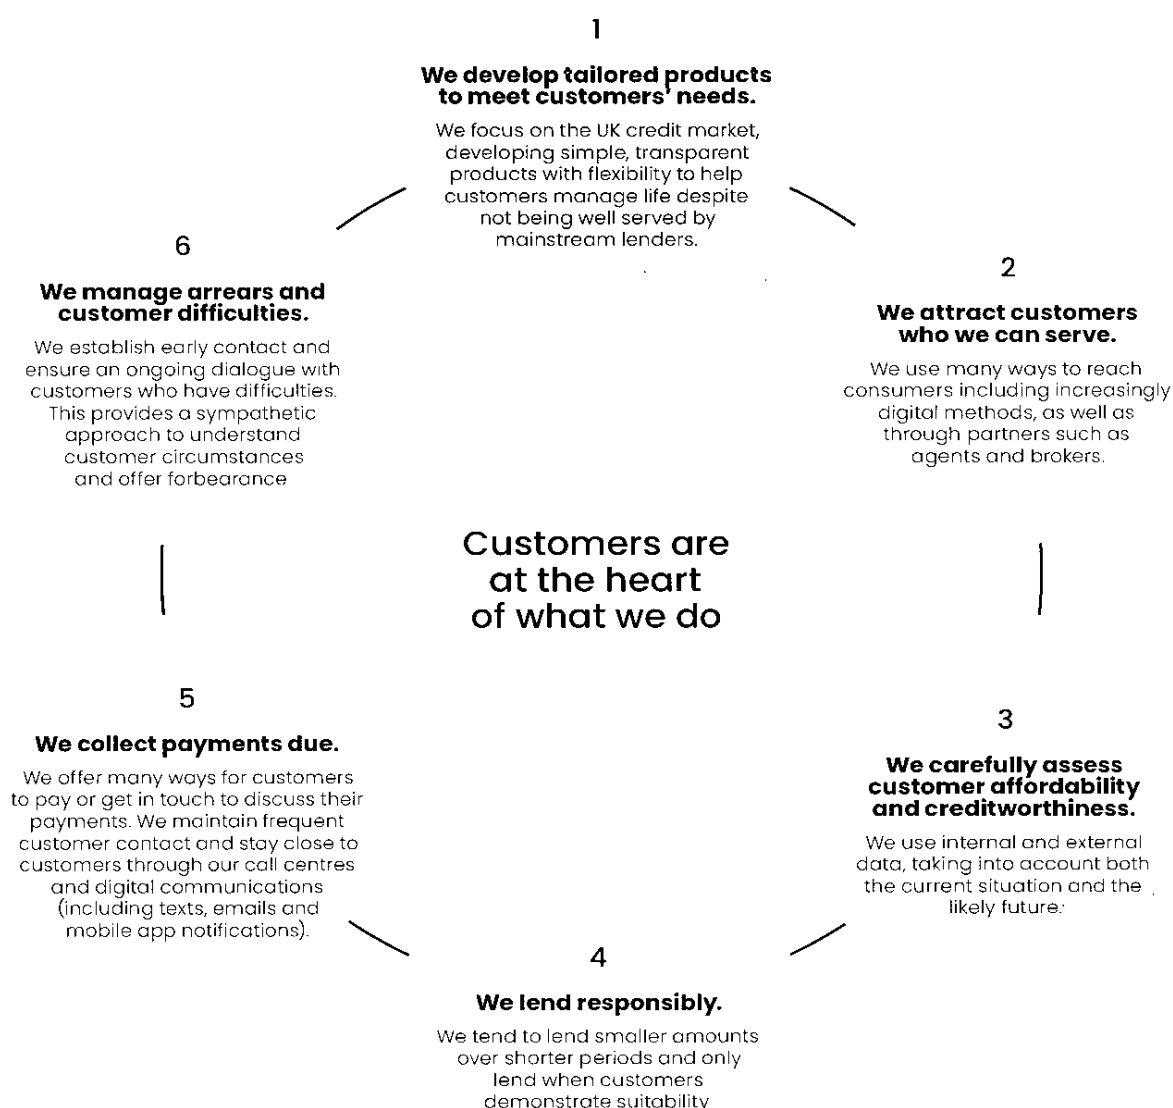 1
We develop tailored products
to meet customers' needs.
We focus on the UK credit market,
developing simple, transparent
products with flexibility to help
customers manage life despite
not being well served by
mainstream lenders.
2
We attract customers
who we can serve.
We use many ways to reach
consumers including increasingly
digital methods, as well as
through partners such as
agents and brokers.
3
We carefully assess
customer affordability
and creditworthiness.
We use internal and external
data, taking into account both
the current situation and the
likely future.
4
We lend responsibly.
We tend to lend smaller amounts
over shorter periods and only
lend when customers
demonstrate suitability
5
We collect payments due.
We offer many ways for customers
to pay or get in touch to discuss their
payments. We maintain frequent
customer contact and stay close to
customers through our call centres
and digital communications
(including texts, emails and
mobile app notifications).
6
We manage arrears and
customer difficulties.
We establish early contact and
ensure an ongoing dialogue with
customers who have difficulties.
This provides a sympathetic
approach to understand
customer circumstances
and offer forbearance
Customers are
at the heart
of what we do